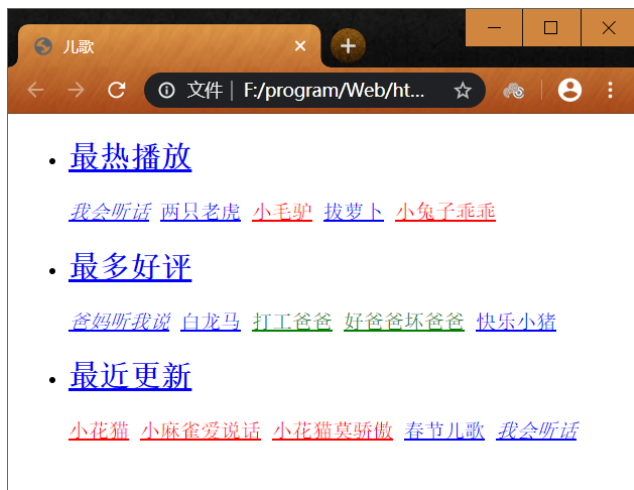 儿歌
文件 F:/program/Web/ht...
最热播放
我会听话 两只老虎 小毛驴 拔萝卜 小兔子乖乖
最多好评
爸妈听我说 白龙马 打工爸爸 好爸爸坏爸爸 快乐小猪
最近更新
小花猫 小麻雀爱说话 小花猫莫骄傲 春节儿歌 我会听话